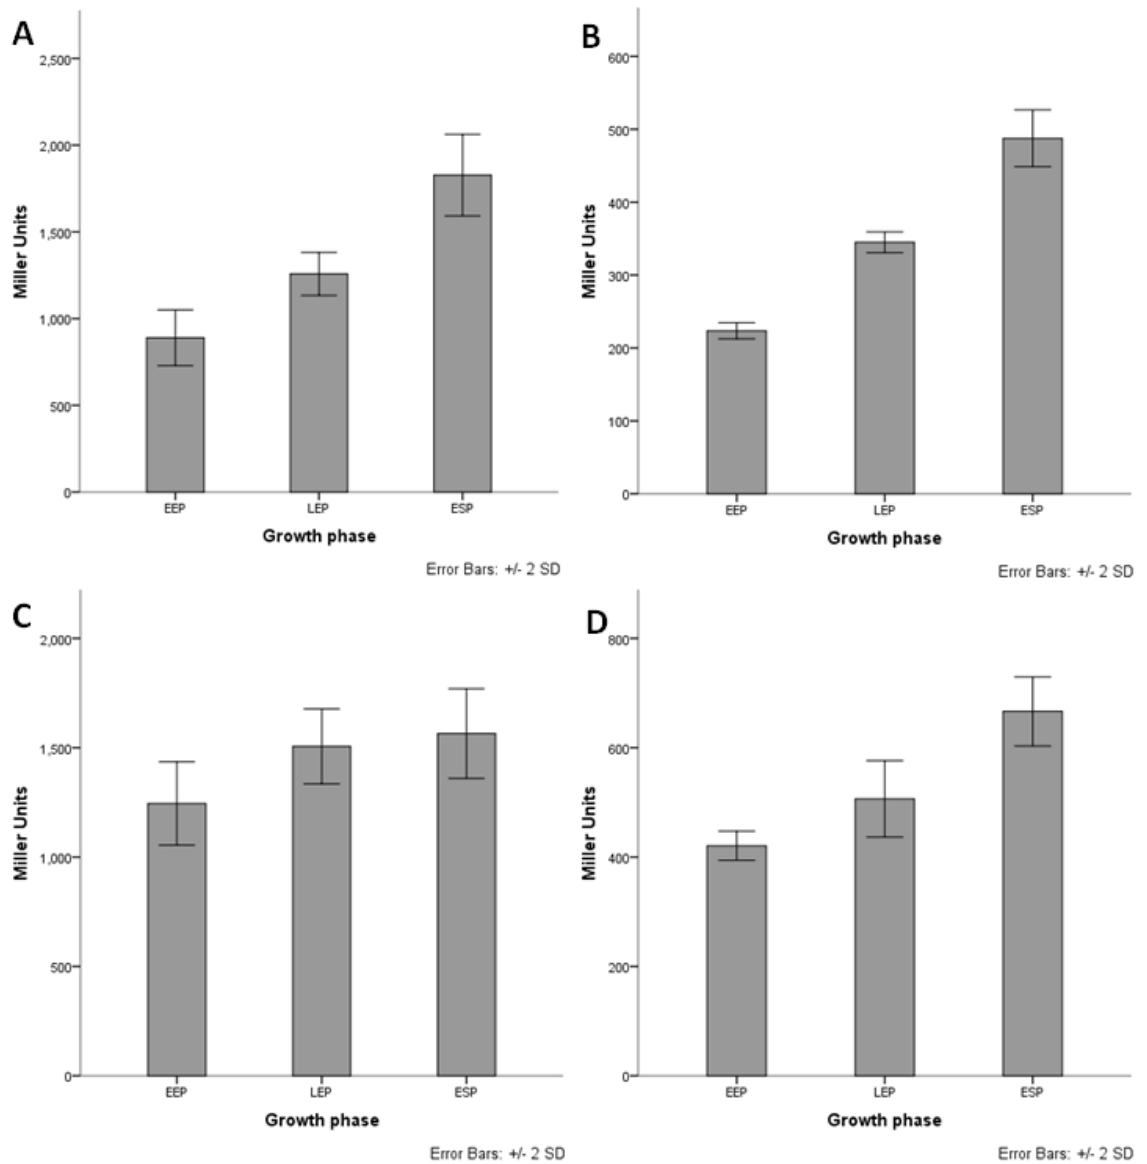 A
2,500
2,000
1,500
1,000
500
0
Miller Units
EEP LEP ESP
Growth phase
Error Bars: +/- 2 SD
B
600
500
400
300
200
100
0
Miller Units
EEP LEP ESP
Growth phase
Error Bars: +/- 2 SD
C
2,000
1,500
1,000
500
0
Miller Units
EEP LEP ESP
Growth phase
Error Bars: +/- 2 SD
D
800
600
400
200
0
Miller Units
EEP LEP ESP
Growth phase
Error Bars: +/- 2 SD